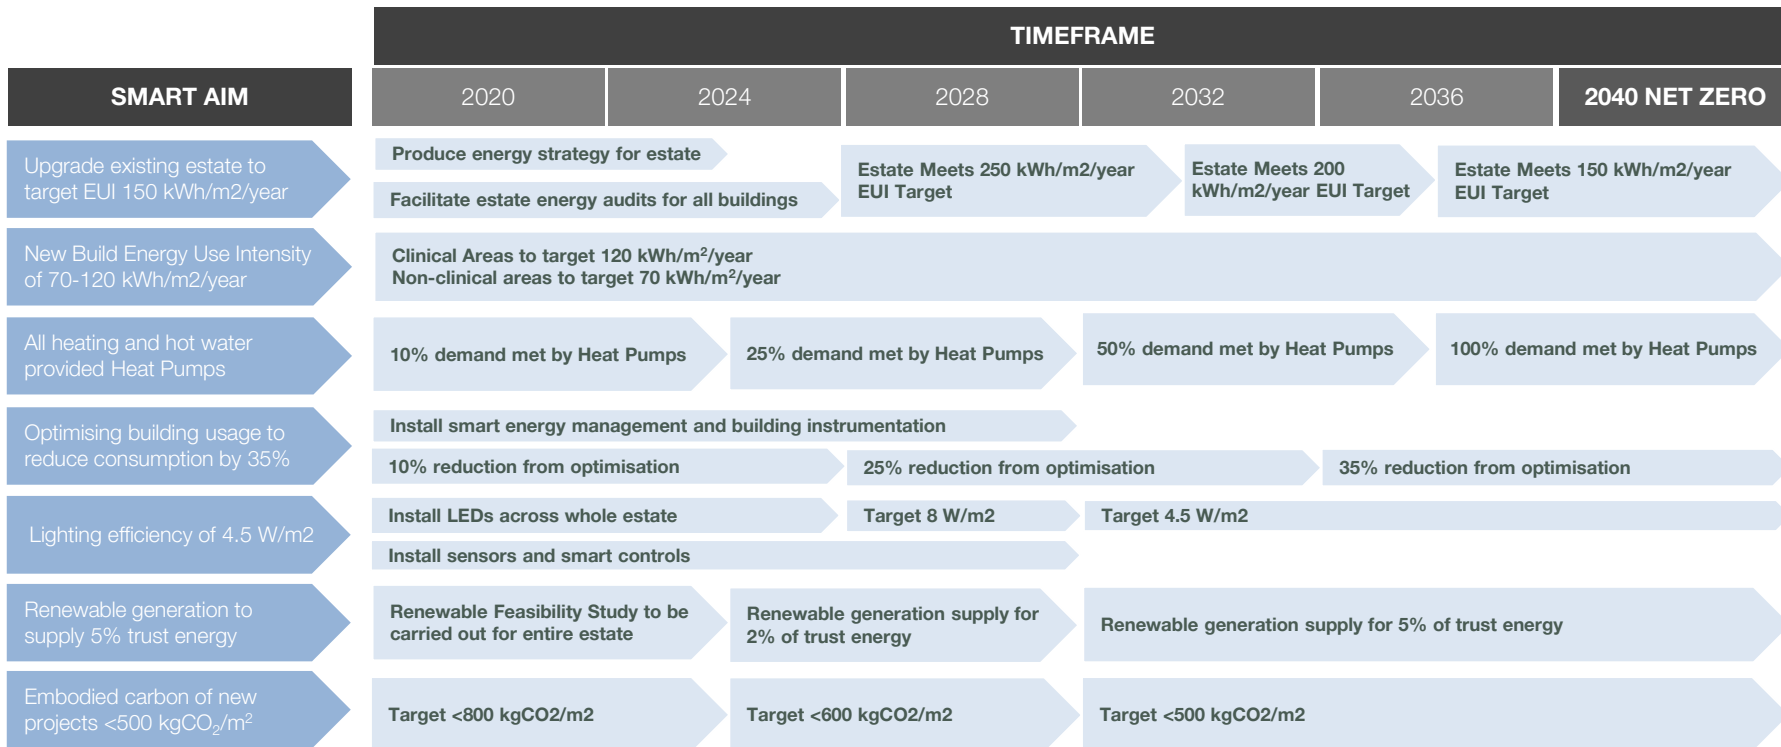 TIMEFRAME
SMART AIM
2020
2024
2028
2032
2036
2040 NET ZERO
Upgrade existing estate to
target EUI 150 kWh/m2/year
Produce energy strategy for estate
Facilitate estate energy audits for all buildings
Estate Meets 250 kWh/m2/year
EUI Target
Estate Meets 200
kWh/m2/year EUI Target
Estate Meets 150 kWh/m2/year
EUI Target
New Build Energy Use Intensity
of 70-120 kWh/m2/year
Clinical Areas to target 120 kWh/m²/year
Non-clinical areas to target 70 kWh/m²/year
All heating and hot water
provided Heat Pumps
10% demand met by Heat Pumps
25% demand met by Heat Pumps
50% demand met by Heat Pumps
100% demand met by Heat Pumps
Optimising building usage to
reduce consumption by 35%
Install smart energy management and building instrumentation
10% reduction from optimisation
25% reduction from optimisation
35% reduction from optimisation
Lighting efficiency of 4.5 W/m2
Install LEDs across whole estate
Target 8 W/m2
Target 4.5 W/m2
Install sensors and smart controls
Renewable generation to
supply 5% trust energy
Renewable Feasibility Study to be
carried out for entire estate
Renewable generation supply for
2% of trust energy
Renewable generation supply for 5% of trust energy
Embodied carbon of new
projects <500 kgCO₂/m²
Target <800 kgCO2/m2
Target <600 kgCO2/m2
Target <500 kgCO2/m2